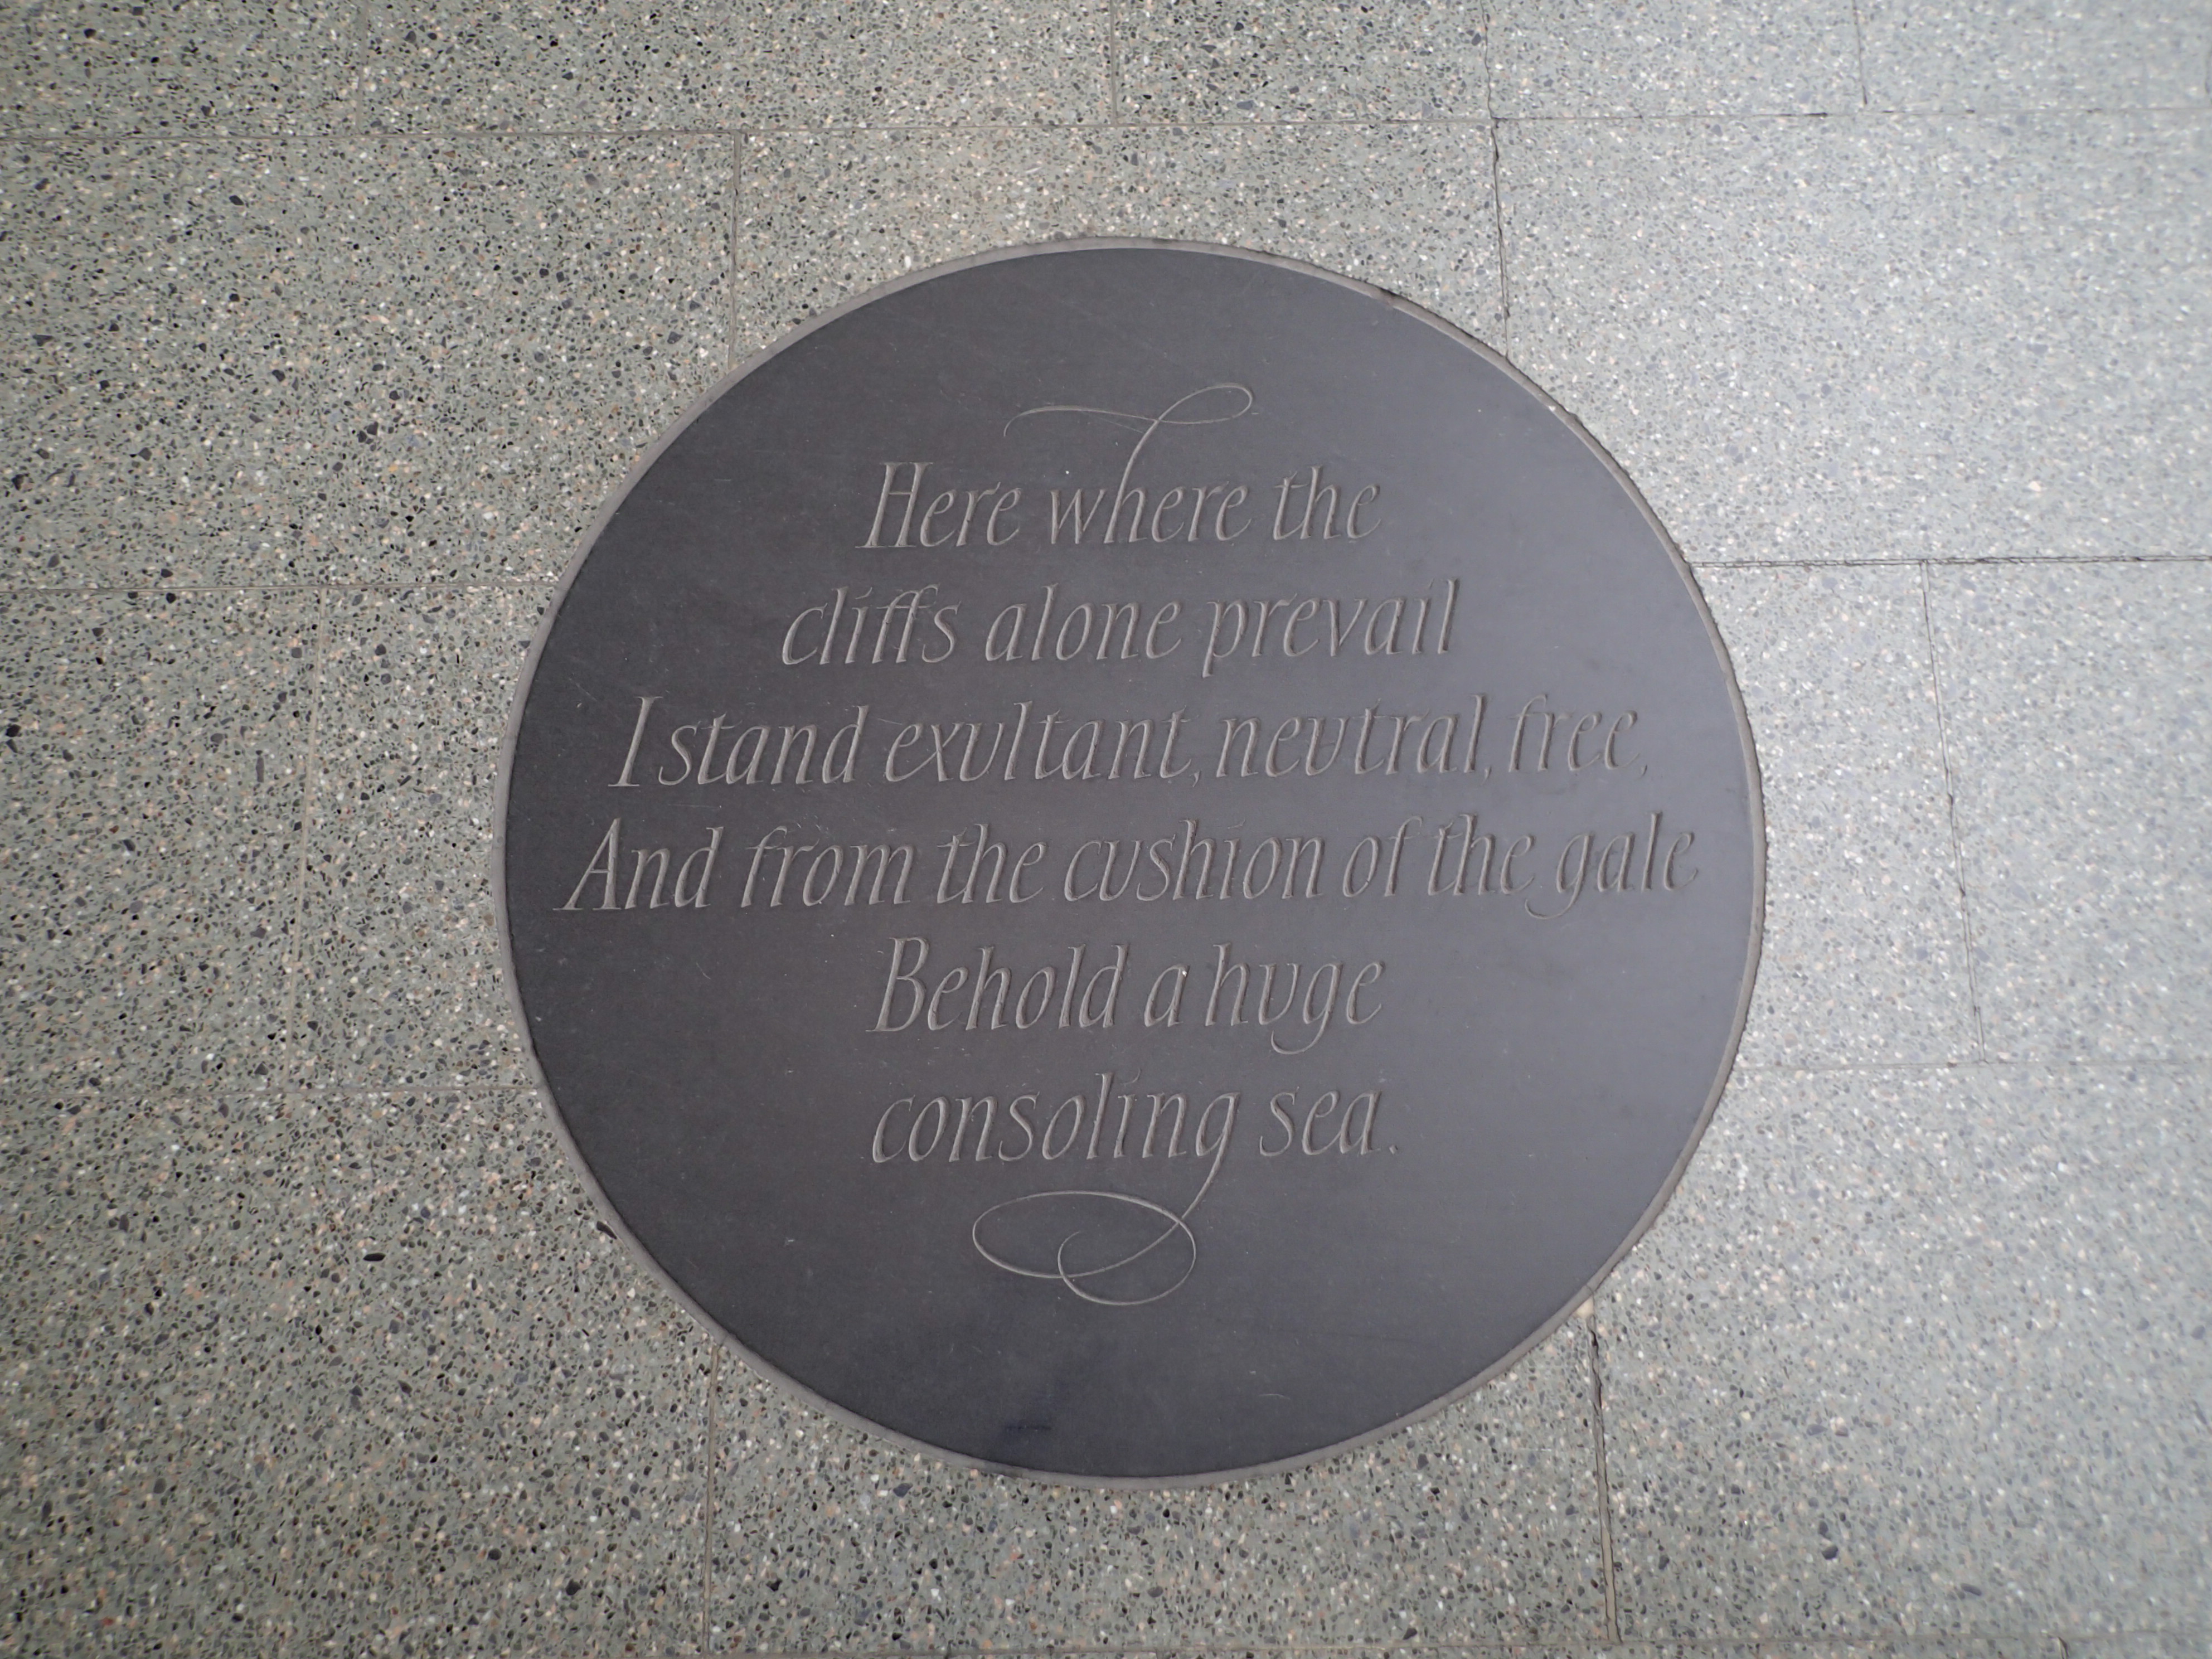 Here where the
cliffs alone prevail
I stand exultant, neutral, free,
And from the cushion of the gale
Behold a huge
consoling sea.